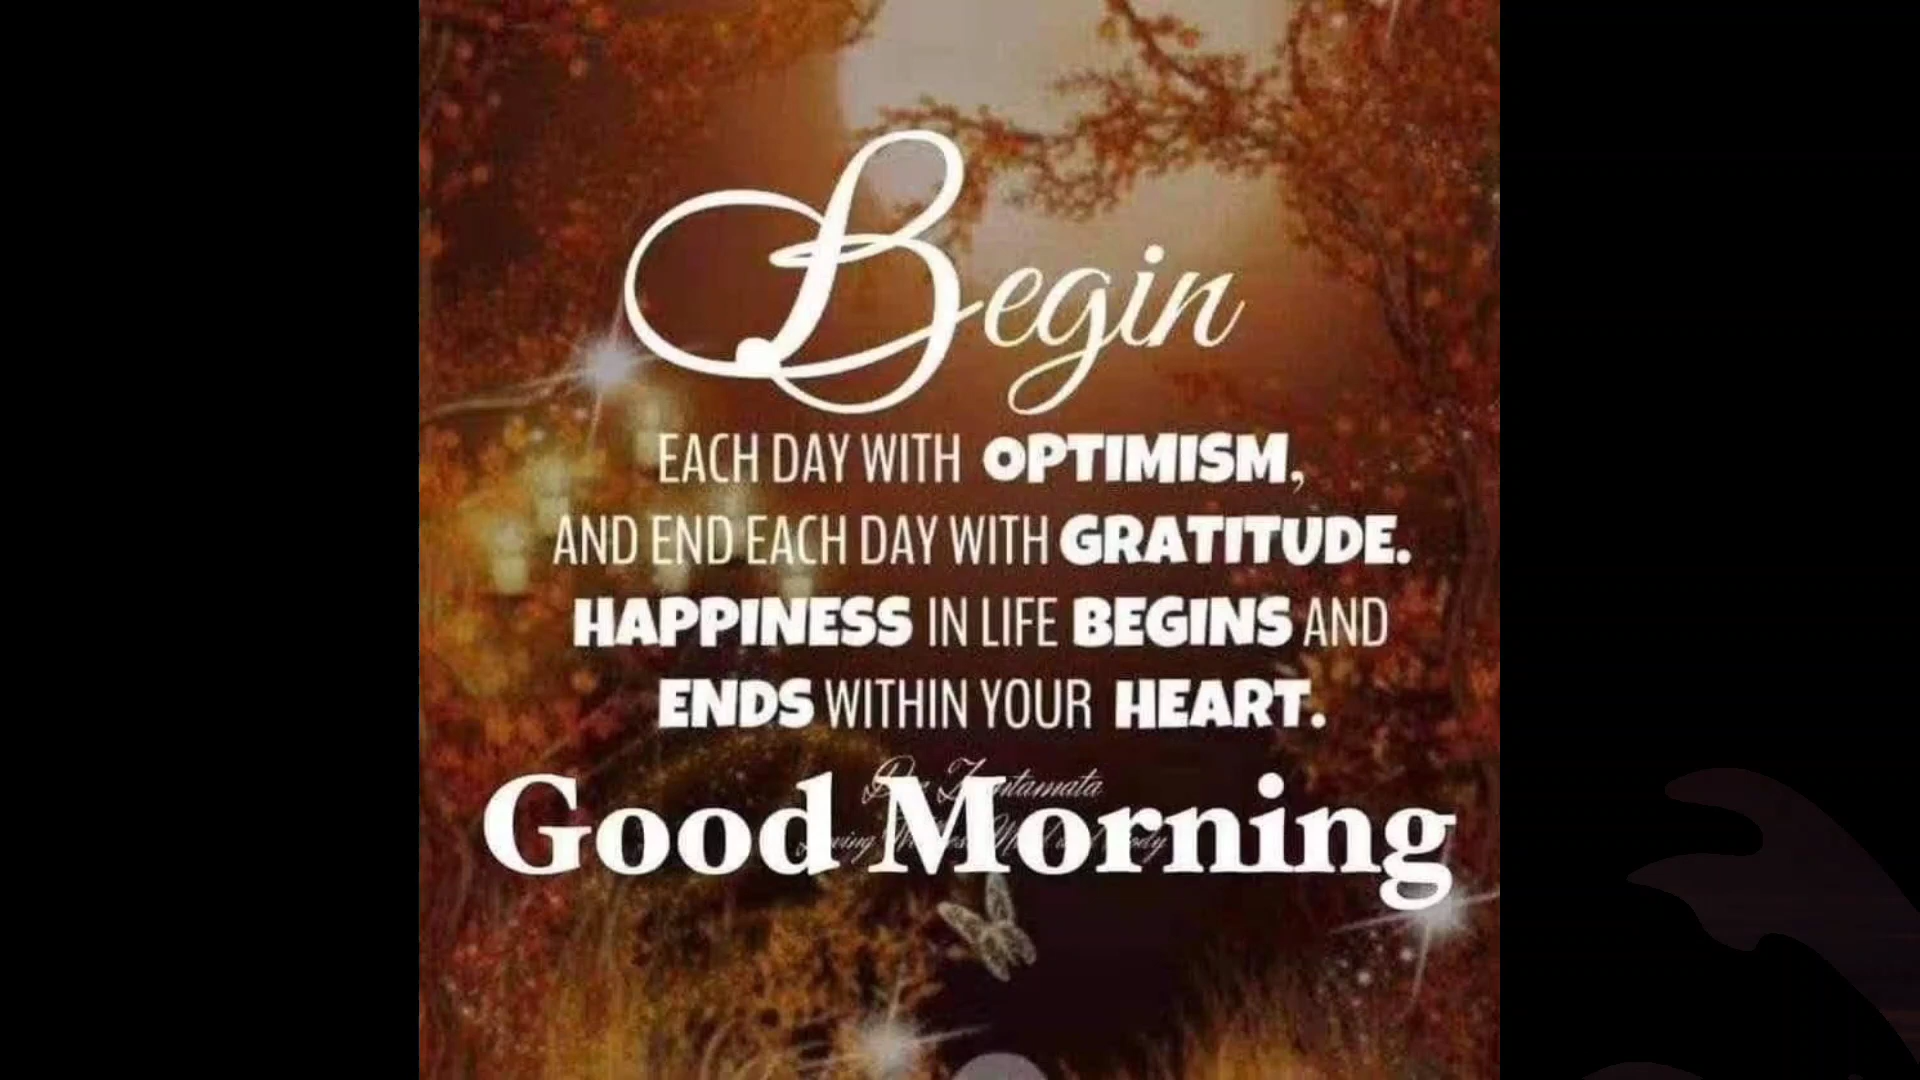 Begin
EACH DAY WITH OPTIMISM,
AND END EACH DAY WITH GRATITUDE.
HAPPINESS IN LIFE BEGINS AND
ENDS WITHIN YOUR HEART.
Good Morning